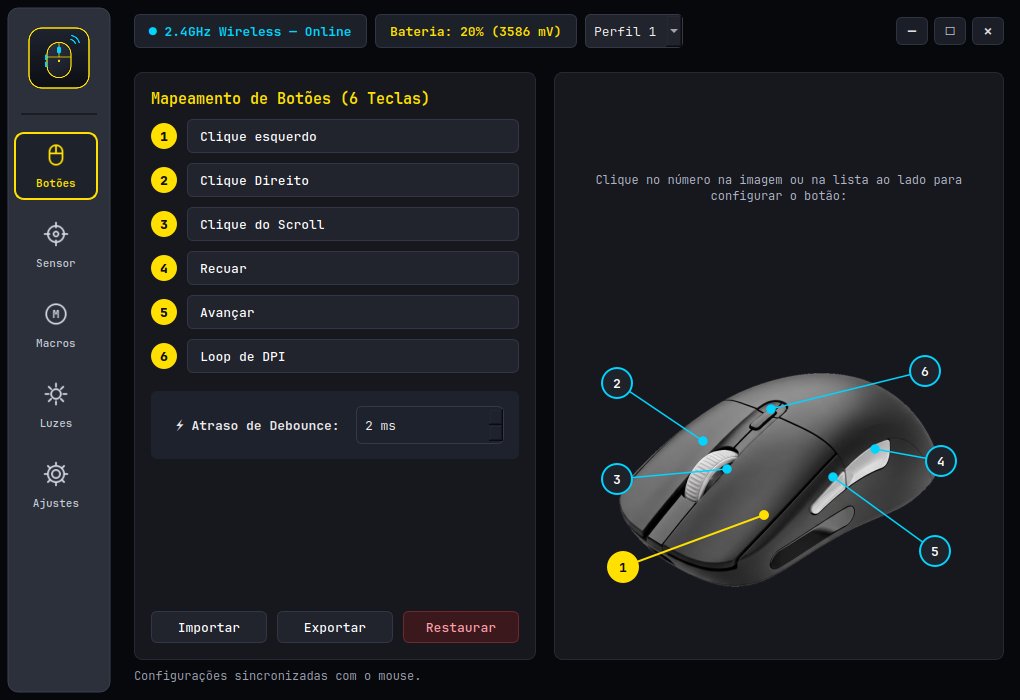 2.4GHz Wireless — Online
Bateria: 20% (3586 mV)
Perfil 1
Botões
Sensor
M
Macros
Luzes
Ajustes
Mapeamento de Botões (6 Teclas)
1 Clique esquerdo
2 Clique Direito
3 Clique do Scroll
4 Recuar
5 Avançar
6 Loop de DPI
Atraso de Debounce: 2 ms
Importar
Exportar
Restaurar
Clique no número na imagem ou na lista ao lado para
configurar o botão:
2
6
3
4
5
1
Configurações sincronizadas com o mouse.